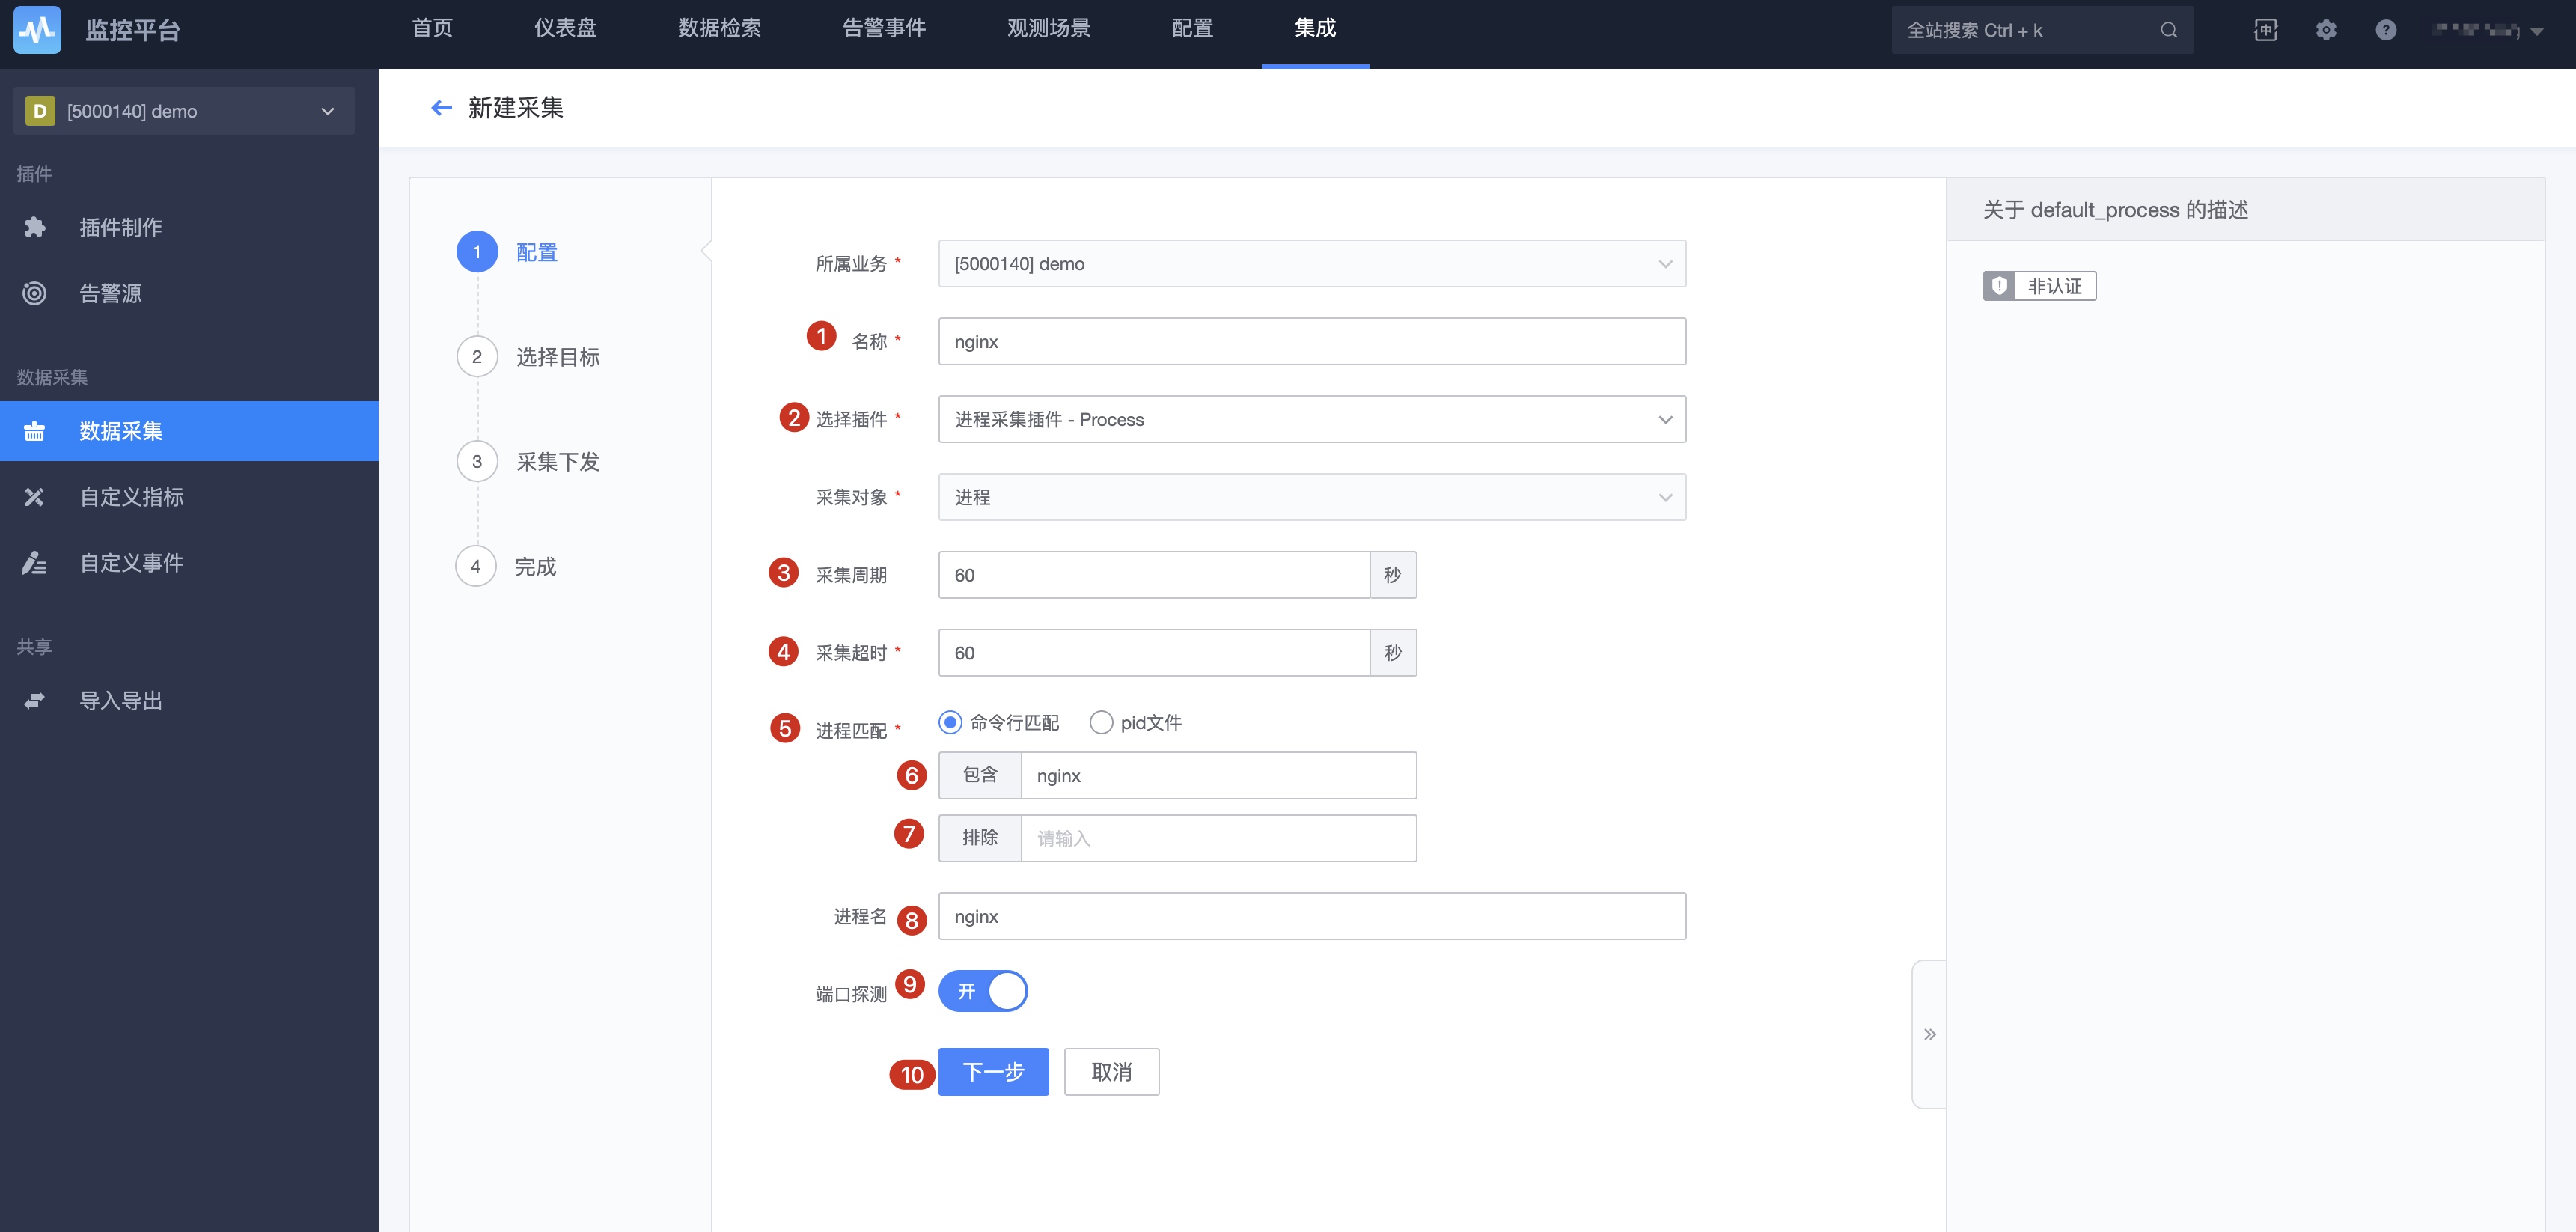 监控平台
首页 仪表盘 数据检索 告警事件 观测场景 配置 集成
全站搜索 Ctrl + k
D [5000140] demo
插件
插件制作
告警源
数据采集
数据采集
自定义指标
自定义事件
共享
导入导出
新建采集
1 配置
2 选择目标
3 采集下发
4 完成
所属业务 * [5000140] demo
1 名称 * nginx
2 选择插件 * 进程采集插件 - Process
采集对象 * 进程
3 采集周期 60 秒
4 采集超时 * 60 秒
5 进程匹配 * 命令行匹配 pid文件
6 包含 nginx
7 排除 请输入
进程名 8 nginx
端口探测 9 开
10 下一步 取消
关于 default_process 的描述
非认证